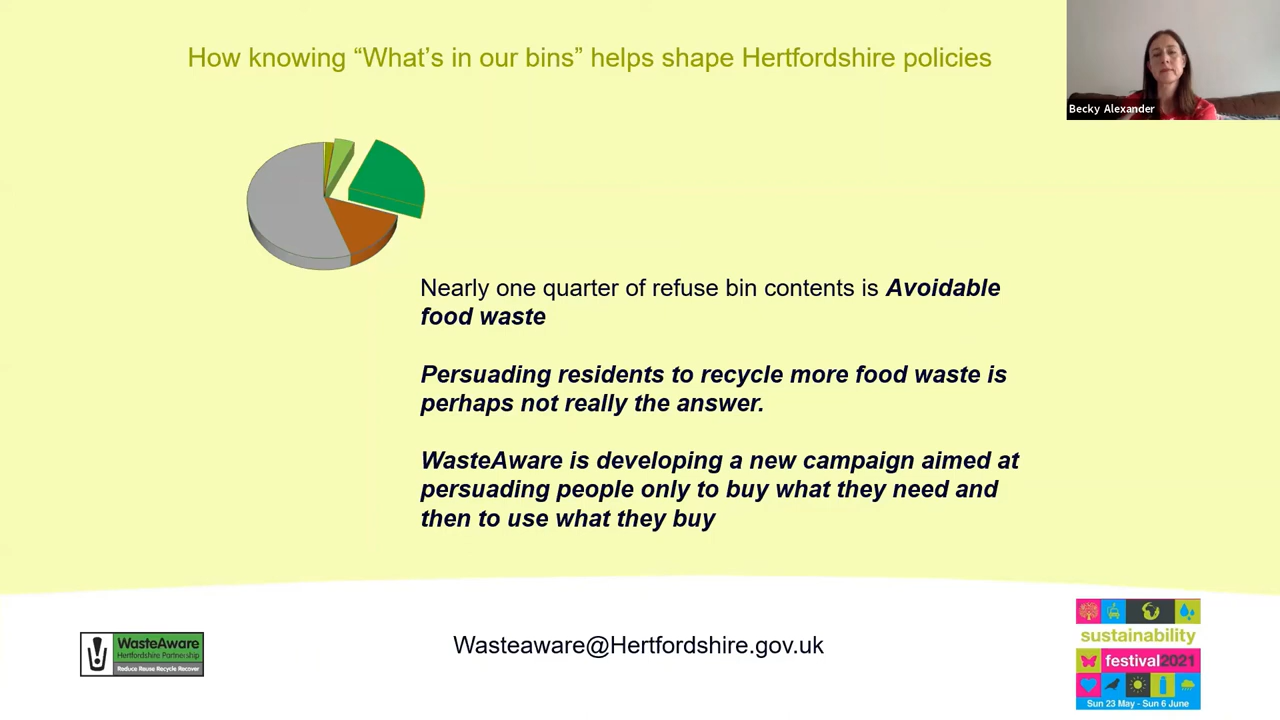 How knowing “What’s in our bins” helps shape Hertfordshire policies
Becky Alexander
Nearly one quarter of refuse bin contents is Avoidable
food waste
Persuading residents to recycle more food waste is
perhaps not really the answer.
WasteAware is developing a new campaign aimed at
persuading people only to buy what they need and
then to use what they buy
WasteAware
Hertfordshire Partnership
Reduce Reuse Recycle Recover
Wasteaware@Hertfordshire.gov.uk
sustainability
festival2021
Sun 23 May - Sun 6 June